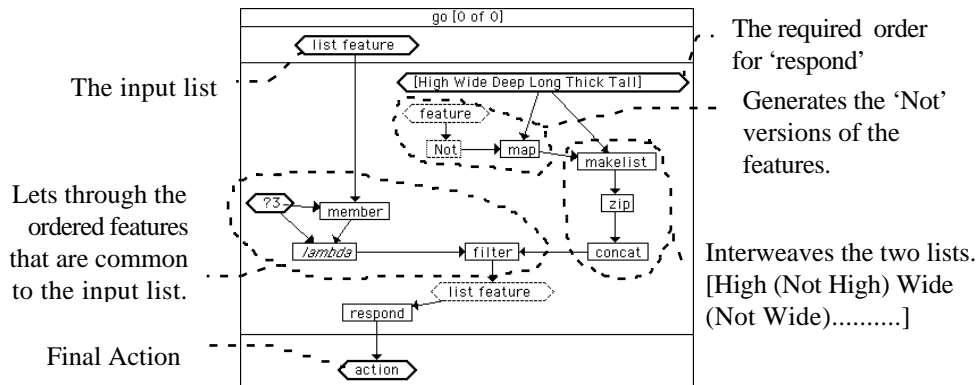 go [0 of 0]
list feature
The required order
for ‘respond’
The input list
[High Wide Deep Long Thick Tall]
Generates the ‘Not’
versions of the
features.
feature
Not
map
makelist
Lets through the
ordered features
that are common
to the input list.
?3
member
zip
lambda
filter
concat
Interweaves the two lists.
[High (Not High) Wide
(Not Wide)..........]
list feature
respond
Final Action
action